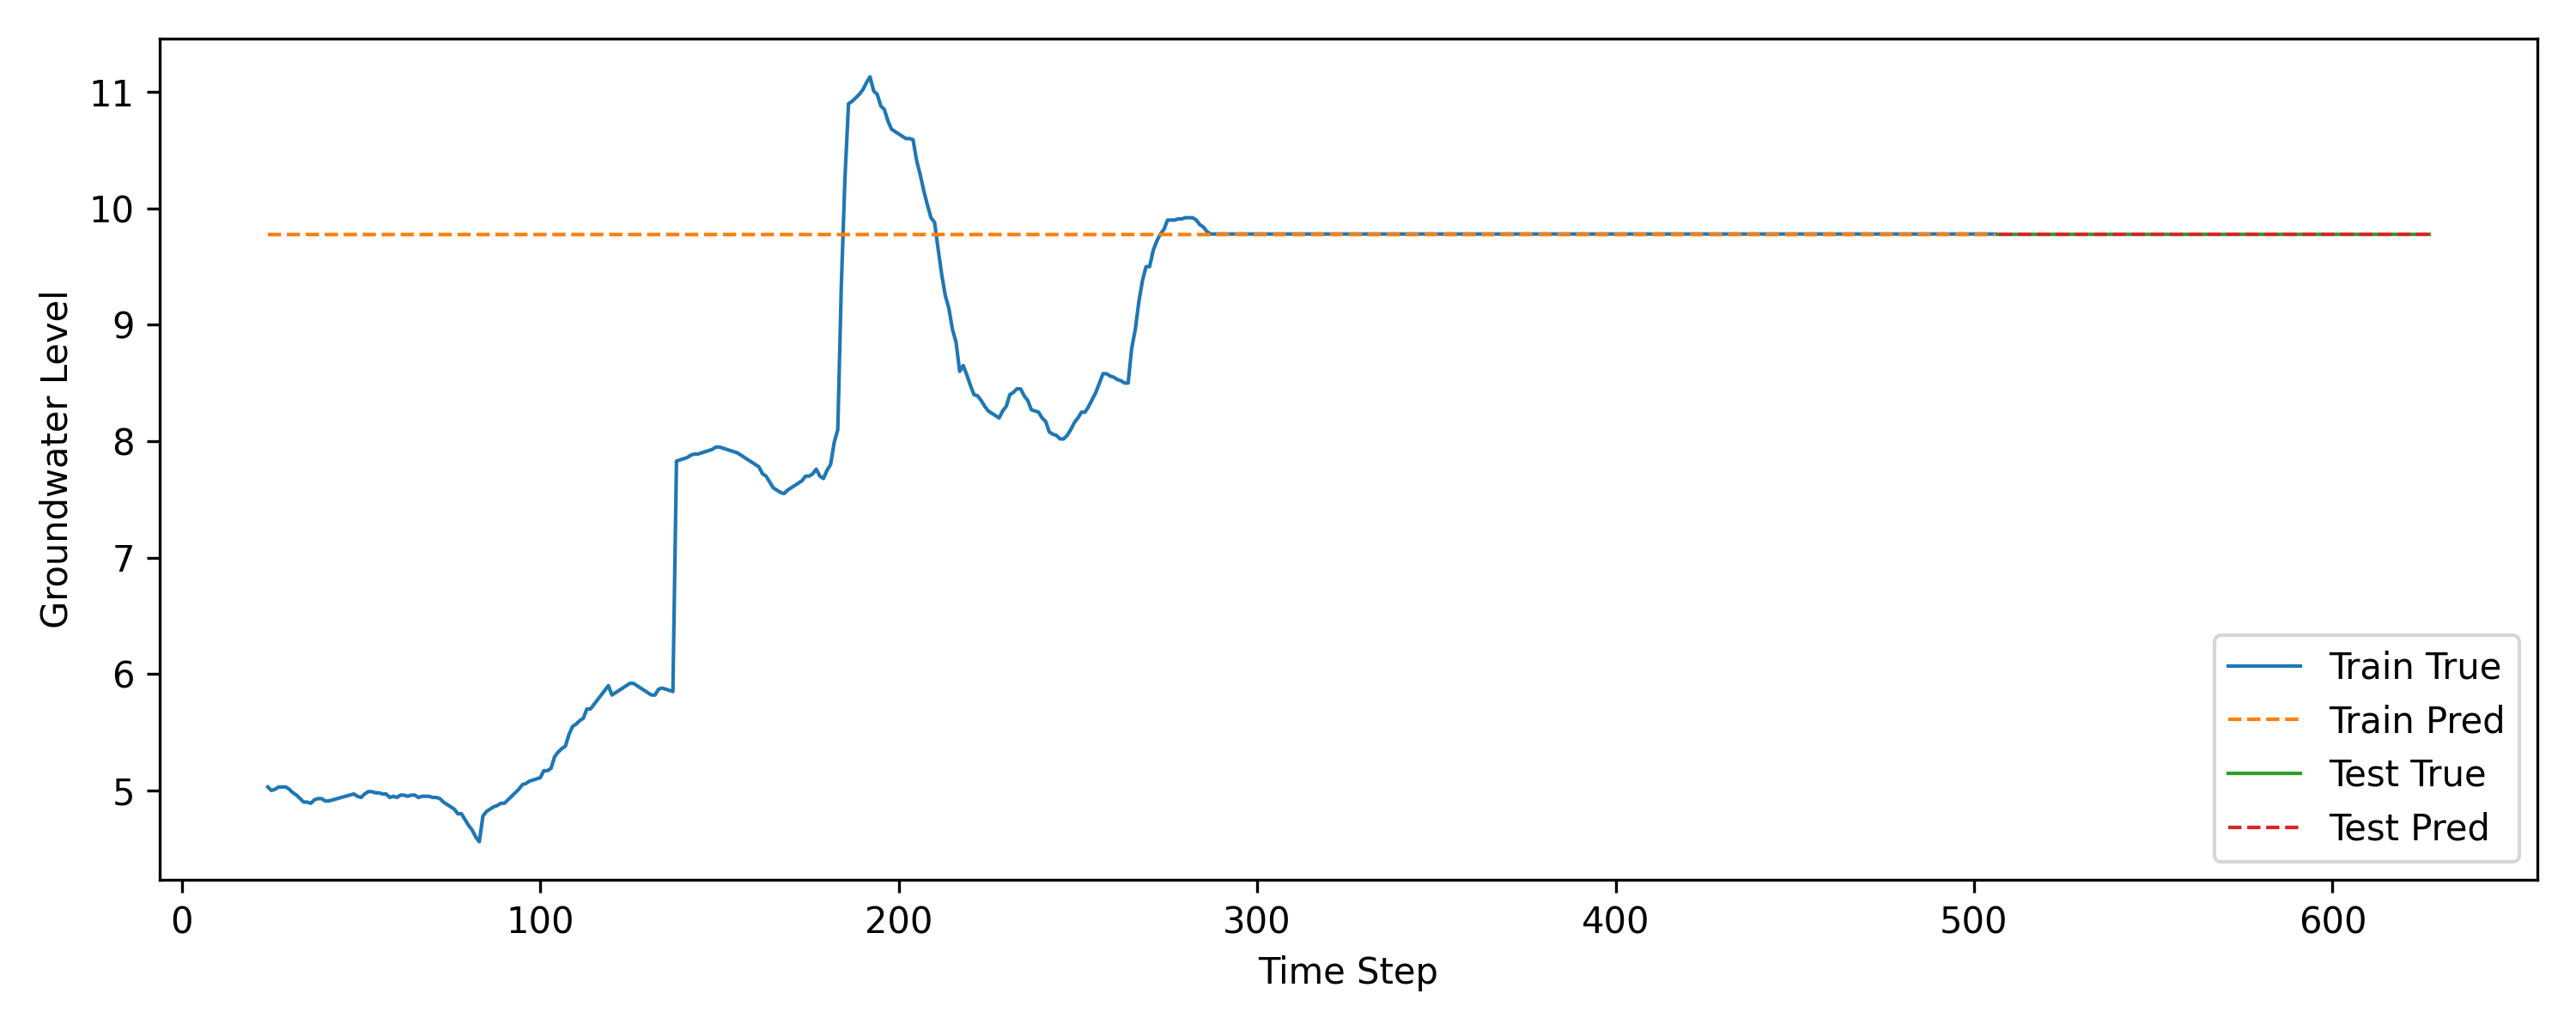 11
10
9
8
7
6
5
Groundwater Level
0 100 200 300 400 500 600
Time Step
Train True
Train Pred
Test True
Test Pred